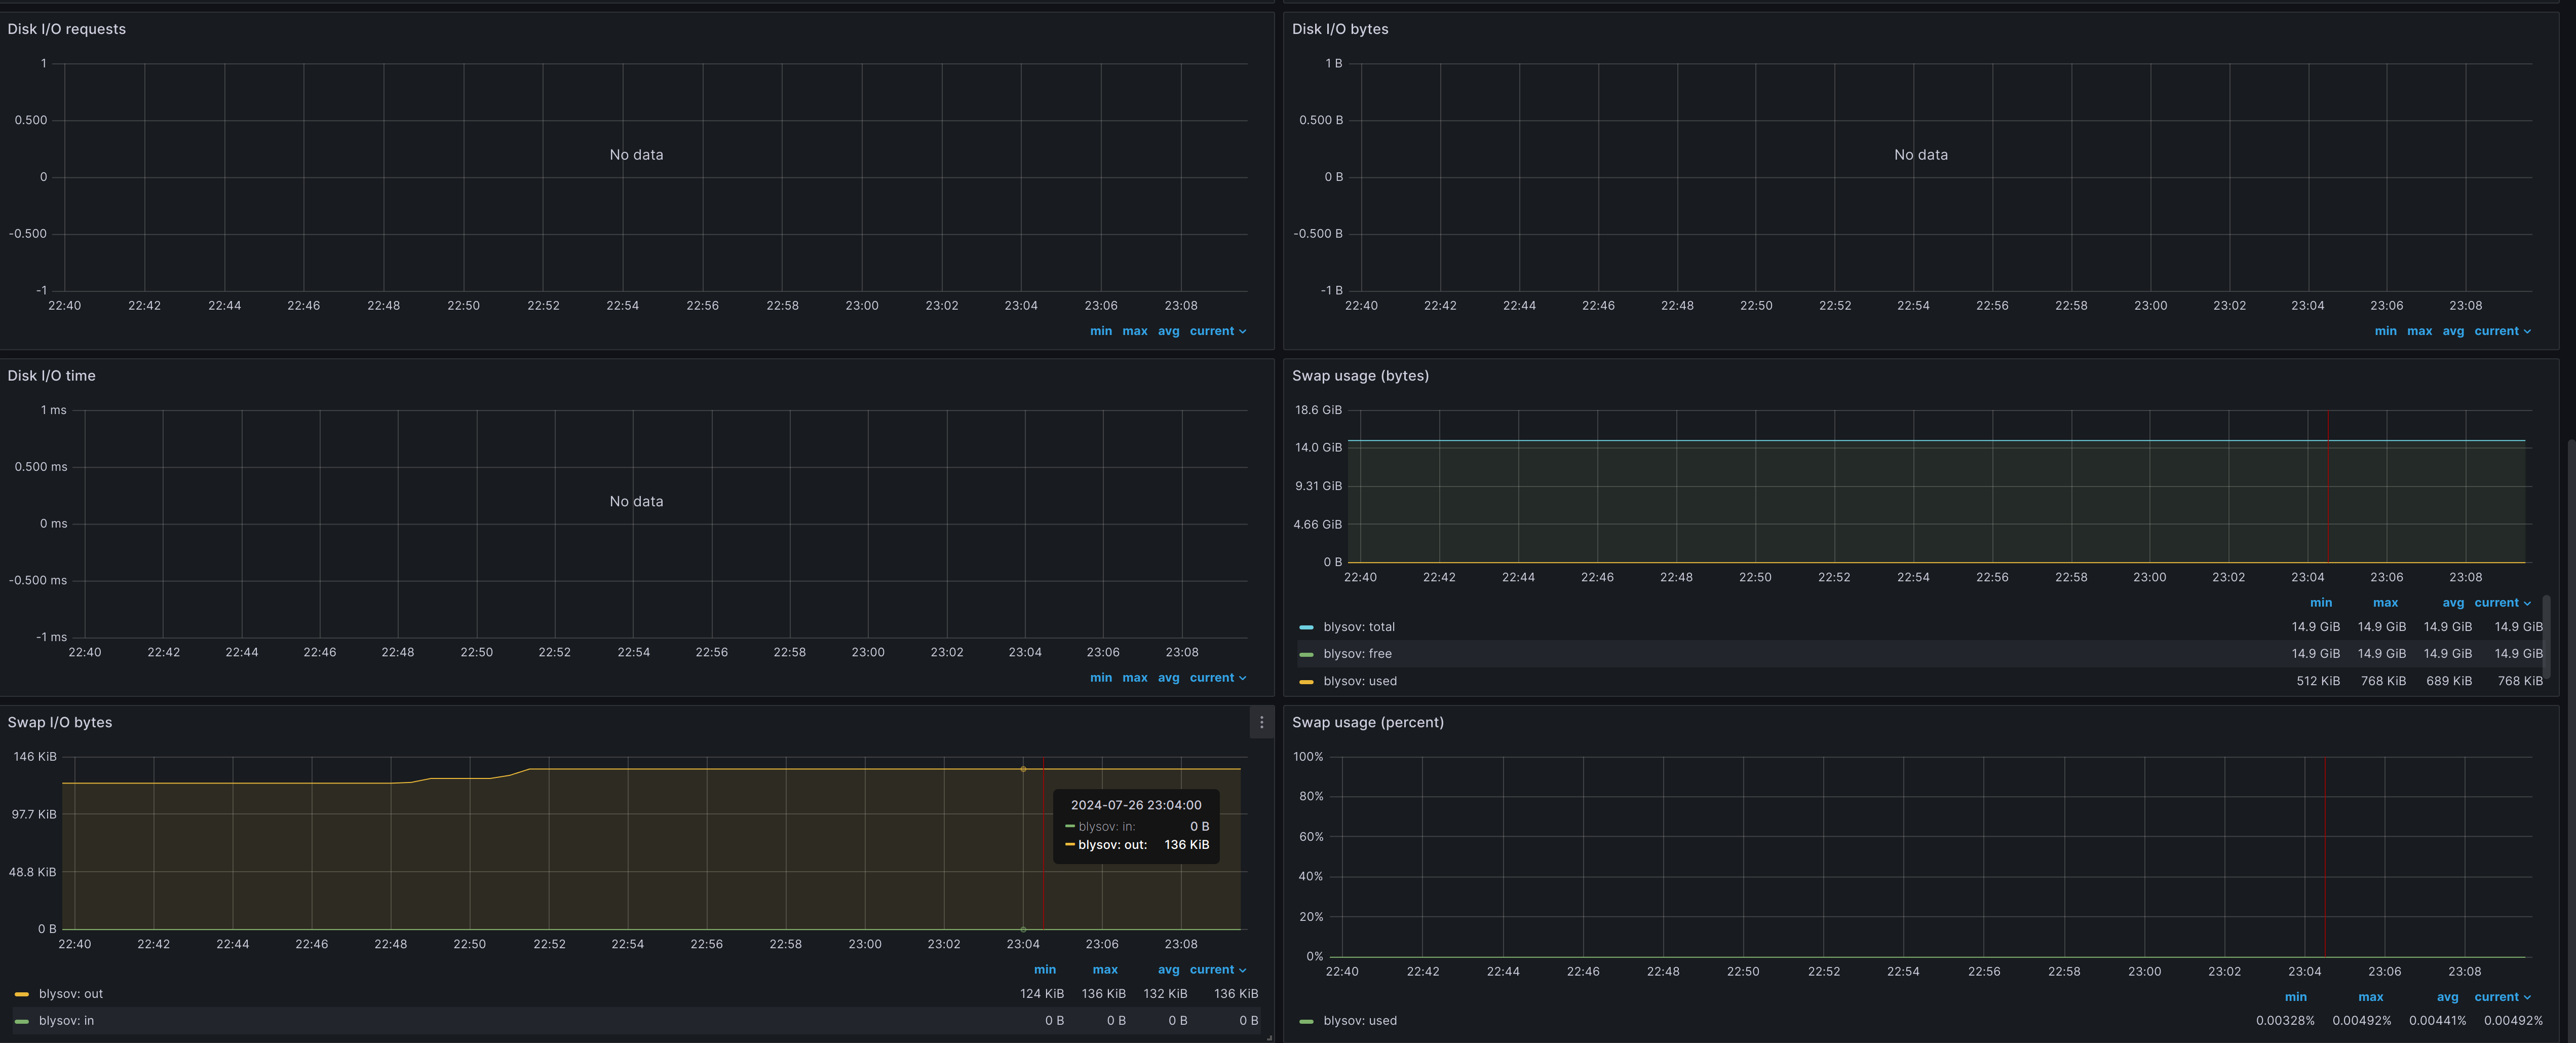 Disk I/O requests
1
0.500
0
-0.500
-1
No data
22:40 22:42 22:44 22:46 22:48 22:50 22:52 22:54 22:56 22:58 23:00 23:02 23:04 23:06 23:08
min max avg current
Disk I/O bytes
1 B
0.500 B
0 B
-0.500 B
-1 B
No data
22:40 22:42 22:44 22:46 22:48 22:50 22:52 22:54 22:56 22:58 23:00 23:02 23:04 23:06 23:08
min max avg current
Disk I/O time
1 ms
0.500 ms
0 ms
-0.500 ms
-1 ms
No data
22:40 22:42 22:44 22:46 22:48 22:50 22:52 22:54 22:56 22:58 23:00 23:02 23:04 23:06 23:08
min max avg current
Swap usage (bytes)
18.6 GiB
14.0 GiB
9.31 GiB
4.66 GiB
0 B
22:40 22:42 22:44 22:46 22:48 22:50 22:52 22:54 22:56 22:58 23:00 23:02 23:04 23:06 23:08
min max avg current
blysov: total 14.9 GiB 14.9 GiB 14.9 GiB 14.9 GiB
blysov: free 14.9 GiB 14.9 GiB 14.9 GiB 14.9 GiB
blysov: used 512 KiB 768 KiB 689 KiB 768 KiB
Swap I/O bytes
146 KiB
97.7 KiB
48.8 KiB
0 B
2024-07-26 23:04:00
blysov: in: 0 B
blysov: out: 136 KiB
22:40 22:42 22:44 22:46 22:48 22:50 22:52 22:54 22:56 22:58 23:00 23:02 23:04 23:06 23:08
min max avg current
blysov: out 124 KiB 136 KiB 132 KiB 136 KiB
blysov: in 0 B 0 B 0 B 0 B
Swap usage (percent)
100%
80%
60%
40%
20%
0%
22:40 22:42 22:44 22:46 22:48 22:50 22:52 22:54 22:56 22:58 23:00 23:02 23:04 23:06 23:08
min max avg current
blysov: used 0.00328% 0.00492% 0.00441% 0.00492%